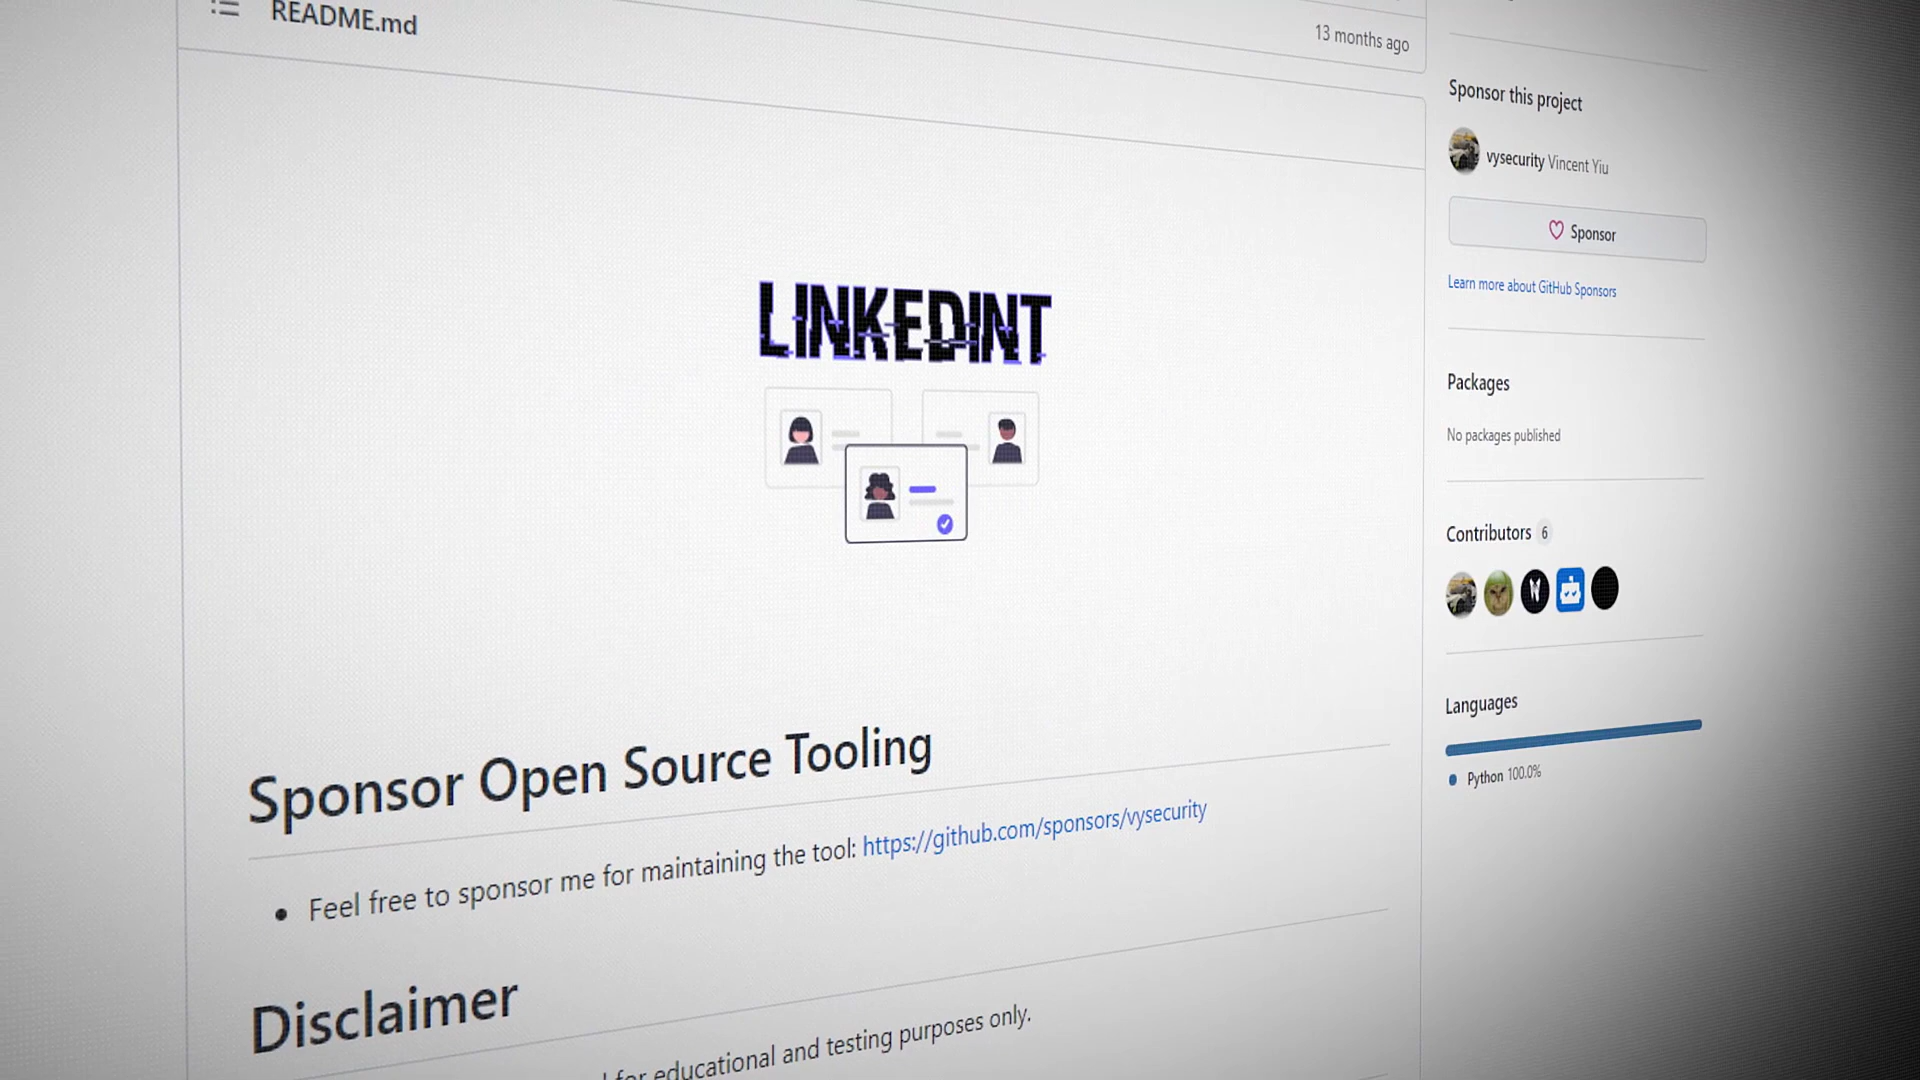 README.md
13 months ago
LINKEDINT
Sponsor Open Source Tooling
Feel free to sponsor me for maintaining the tool: https://github.com/sponsors/vysecurity
Disclaimer
for educational and testing purposes only.
Sponsor this project
vysecurity Vincent Yiu
Sponsor
Learn more about GitHub Sponsors
Packages
No packages published
Contributors 6
Languages
Python 100.0%